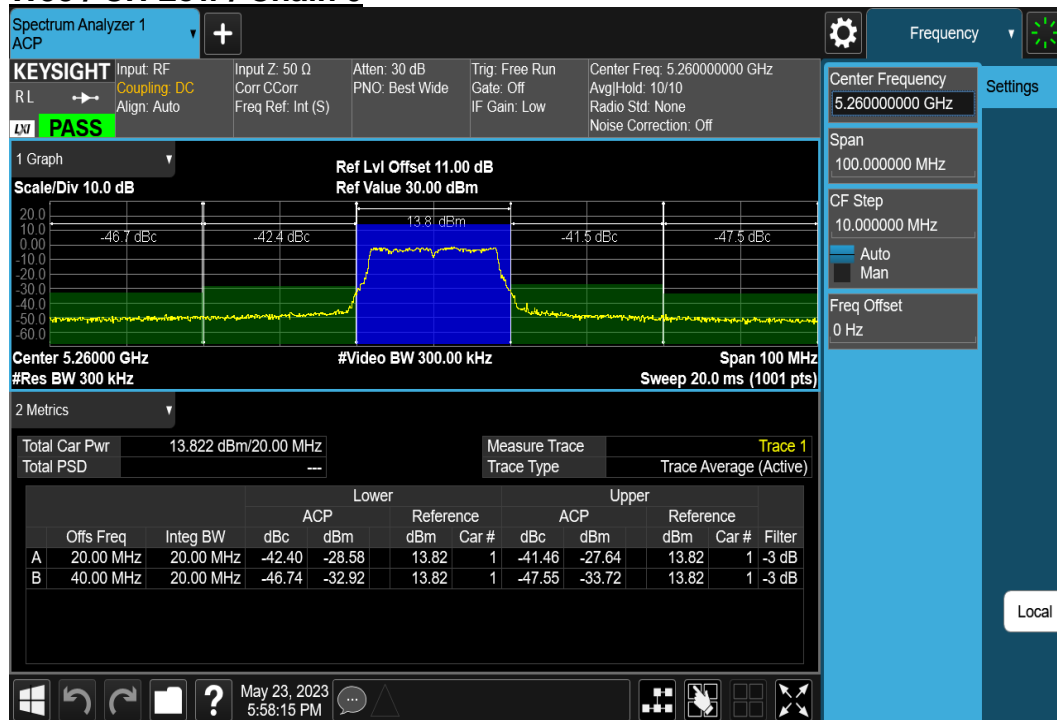 Spectrum Analyzer 1
ACP
Frequency
KEYSIGHT
RL
LXI PASS
Input: RF
Coupling: DC
Align: Auto
Input Z: 50 Ω
Corr CCorr
Freq Ref: Int (S)
Atten: 30 dB
PNO: Best Wide
Trig: Free Run
Gate: Off
IF Gain: Low
Center Freq: 5.260000000 GHz
Avg|Hold: 10/10
Radio Std: None
Noise Correction: Off
Center Frequency
5.260000000 GHz
Settings
Span
100.000000 MHz
CF Step
10.000000 MHz
Auto
Man
Freq Offset
0 Hz
1 Graph
Scale/Div 10.0 dB
Ref Lvl Offset 11.00 dB
Ref Value 30.00 dBm
20.0
10.0
0.00
-10.0
-20.0
-30.0
-40.0
-50.0
-60.0
-46.7 dBc -42.4 dBc 13.8 dBm -41.5 dBc -47.5 dBc
Center 5.26000 GHz #Video BW 300.00 kHz Span 100 MHz
#Res BW 300 kHz Sweep 20.0 ms (1001 pts)
2 Metrics
Total Car Pwr 13.822 dBm/20.00 MHz Measure Trace Trace 1
Total PSD --- Trace Type Trace Average (Active)
Lower Upper
ACP Reference ACP Reference
Offs Freq Integ BW dBc dBm dBm Car # dBc dBm dBm Car # Filter
A 20.00 MHz 20.00 MHz -42.40 -28.58 13.82 1 -41.46 -27.64 13.82 1 -3 dB
B 40.00 MHz 20.00 MHz -46.74 -32.92 13.82 1 -47.55 -33.72 13.82 1 -3 dB
Local
?
May 23, 2023
5:58:15 PM